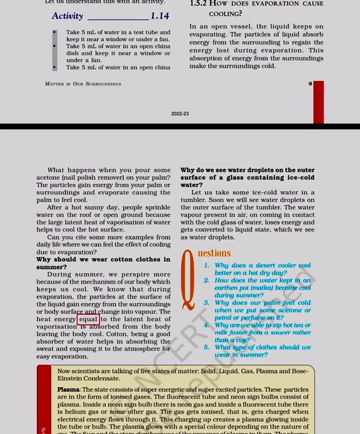 Let us understand this with an activity.
Activity 1.14
Take 5 mL of water in a test tube and
keep it near a window or under a fan.
Take 5 mL of water in an open china
dish and keep it near a window or
under a fan.
Take 5 mL of water in an open china
1.5.2 HOW DOES EVAPORATION CAUSE
COOLING?
In an open vessel, the liquid keeps on
evaporating. The particles of liquid absorb
energy from the surrounding to regain the
energy lost during evaporation. This
absorption of energy from the surroundings
make the surroundings cold.
MATTER IN OUR SURROUNDINGS
9
2022-23
What happens when you pour some
acetone (nail polish remover) on your palm?
The particles gain energy from your palm or
surroundings and evaporate causing the
palm to feel cool.
After a hot sunny day, people sprinkle
water on the roof or open ground because
the large latent heat of vaporisation of water
helps to cool the hot surface.
Can you cite some more examples from
daily life where we can feel the effect of cooling
due to evaporation?
Why should we wear cotton clothes in
summer?
During summer, we perspire more
because of the mechanism of our body which
keeps us cool. We know that during
evaporation, the particles at the surface of
the liquid gain energy from the surroundings
or body surface and change into vapour. The
heat energy equal to the latent heat of
vaporisation is absorbed from the body
leaving the body cool. Cotton, being a good
absorber of water helps in absorbing the
sweat and exposing it to the atmosphere for
easy evaporation.
Why do we see water droplets on the outer
surface of a glass containing ice-cold
water?
Let us take some ice-cold water in a
tumbler. Soon we will see water droplets on
the outer surface of the tumbler. The water
vapour present in air, on coming in contact
with the cold glass of water, loses energy and
gets converted to liquid state, which we see
as water droplets.
Questions
1. Why does a desert cooler cool
better on a hot dry day?
2. How does the water kept in an
earthen pot (matka) become cool
during summer?
3. Why does our palm feel cold
when we put some acetone or
petrol or perfume on it?
4. Why are we able to sip hot tea or
milk faster from a saucer rather
than a cup?
5. What type of clothes should we
wear in summer?
Now scientists are talking of five states of matter: Solid, Liquid, Gas, Plasma and Bose-
Einstein Condensate.
Plasma: The state consists of super energetic and super excited particles. These particles
are in the form of ionised gases. The fluorescent tube and neon sign bulbs consist of
plasma. Inside a neon sign bulb there is neon gas and inside a fluorescent tube there
is helium gas or some other gas. The gas gets ionised, that is, gets charged when
electrical energy flows through it. This charging up creates a plasma glowing inside
the tube or bulb. The plasma glows with a special colour depending on the nature of